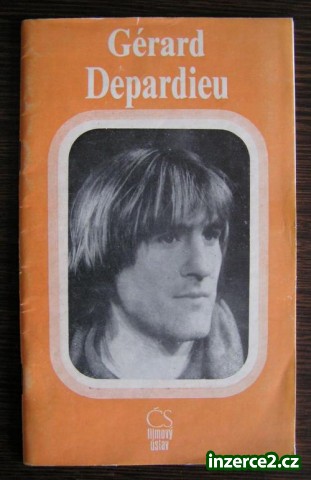 Gérard
Depardieu
ČS
filmový
ústav
inzerce2.cz